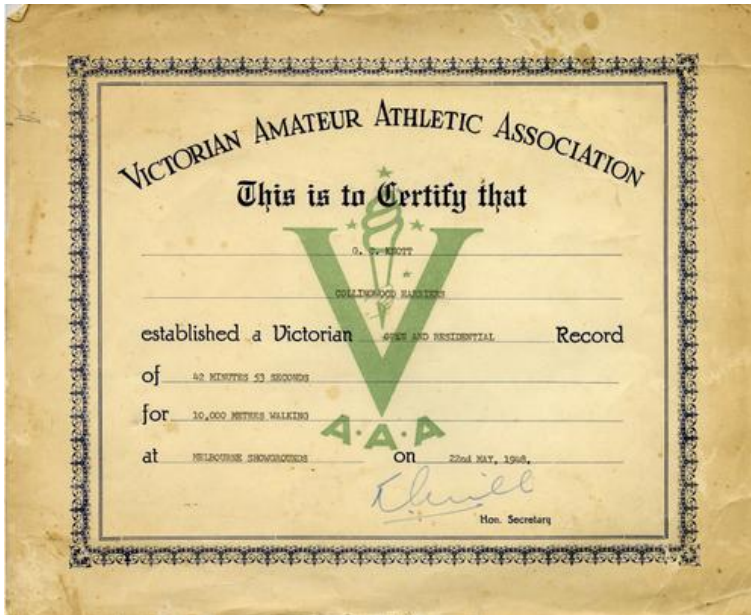 VICTORIAN AMATEUR ATHLETIC ASSOCIATION
This is to Certify that
G. C. KNOTT
COLLINGWOOD HARRIERS
established a Victorian OPEN AND RESIDENTIAL Record
of 42 MINUTES 53 SECONDS
for 10,000 METRES WALKING
A·A·A
at MELBOURNE SHOWGROUNDS on 22nd MAY, 1948.
Hon. Secretary